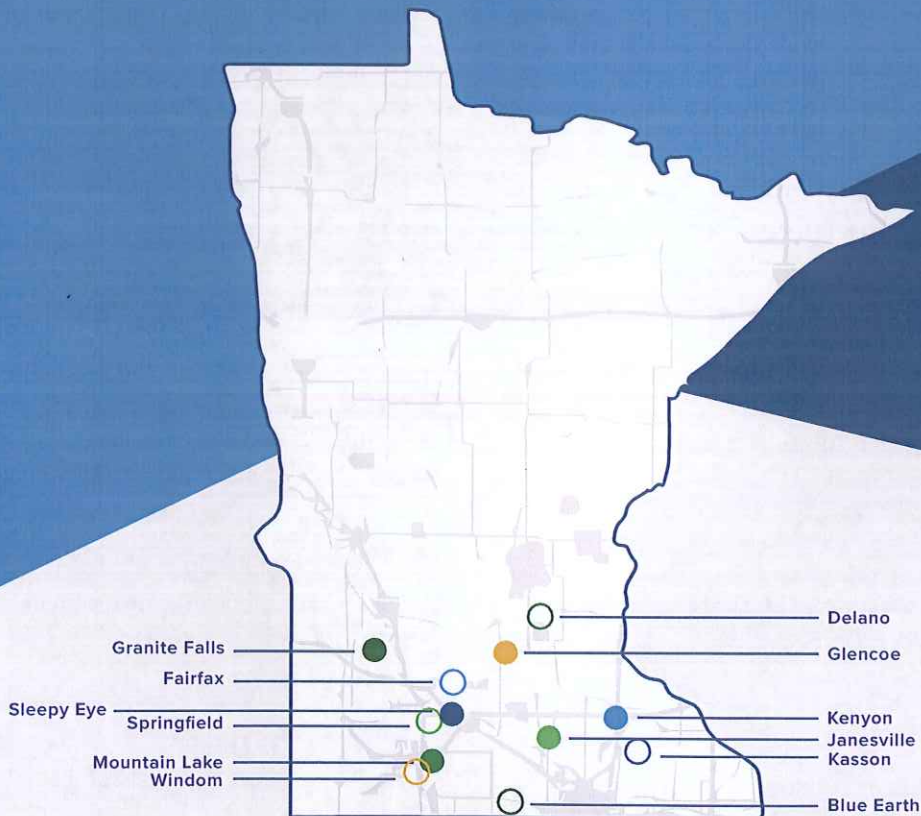 Granite Falls
Fairfax
Sleepy Eye
Springfield
Mountain Lake
Windom
Delano
Glencoe
Kenyon
Janesville
Kasson
Blue Earth